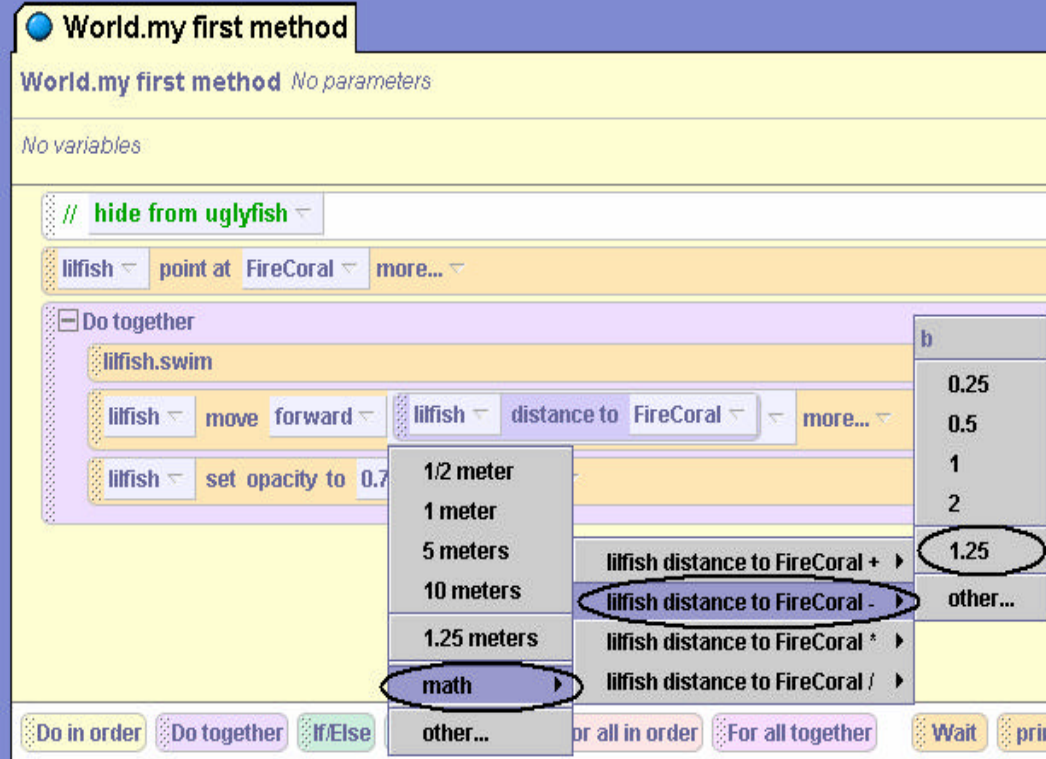 World.my first method
World.my first method No parameters
No variables
// hide from uglyfish
lilfish point at FireCoral more...
Do together
lilfish.swim
lilfish move forward lilfish distance to FireCoral more...
lilfish set opacity to 0.7
1/2 meter
1 meter
5 meters
10 meters
1.25 meters
math
other...
lilfish distance to FireCoral +
lilfish distance to FireCoral -
lilfish distance to FireCoral *
lilfish distance to FireCoral /
b
0.25
0.5
1
2
1.25
other...
Do in order Do together If/Else or all in order For all together Wait prin